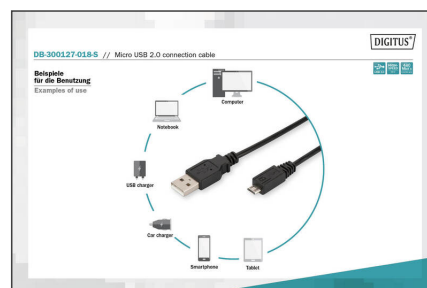 DIGITUS®
DB-300127-018-S // Micro USB 2.0 connection cable
Beispiele
für die Benutzung
Examples of use
Computer
Notebook
USB charger
Car charger
Smartphone
Tablet